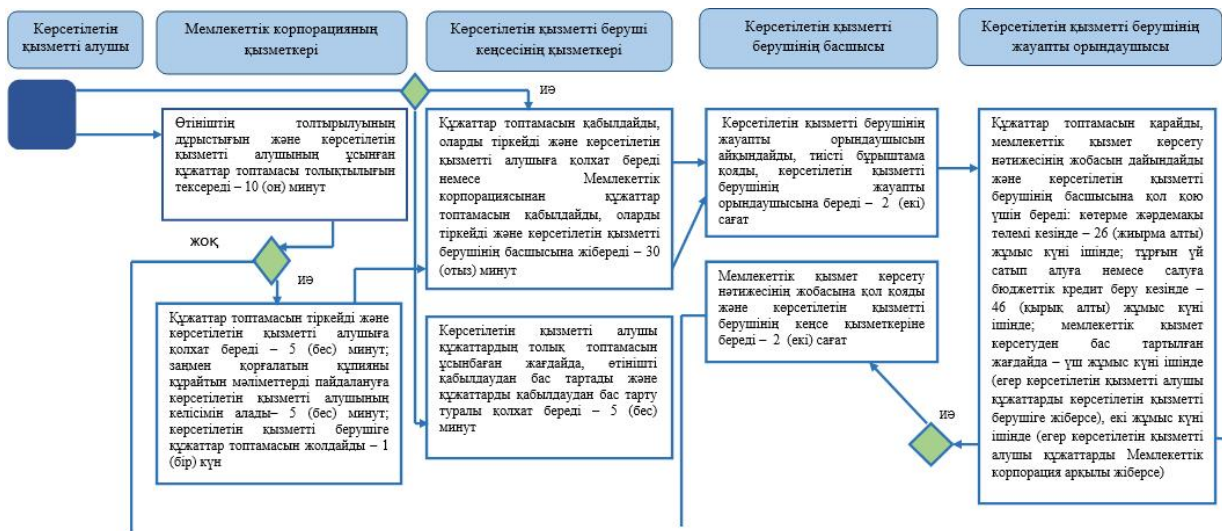 Көрсетілетін
қызметті алушы
Мемлекеттік корпорацияның
қызметкері
Көрсетілетін қызметті беруші
кеңсесінің қызметкері
Көрсетілетін қызметті
берушінің басшысы
Көрсетілетін қызметті берушінің
жауапты орындаушысы
иә
Өтініштің толтырылуының
дұрыстығын және көрсетілетін
қызметті алушының ұсынған
құжаттар топтамасы толықтылығын
тексереді – 10 (он) минут
жоқ
иә
Құжаттар топтамасын тіркейді және
көрсетілетін қызметті алушыға
қолхат береді – 5 (бес) минут;
заңмен қорғалатын құпияны
құрайтын мәліметтерді пайдалануға
көрсетілетін қызметті алушының
келісімін алады– 5 (бес) минут;
көрсетілетін қызметті берушіге
құжаттар топтамасын жолдайды – 1
(бір) күн
Құжаттар топтамасын қабылдайды,
оларды тіркейді және көрсетілетін
қызметті алушыға қолхат береді
немесе Мемлекеттік
корпорациясынан құжаттар
топтамасын қабылдайды, оларды
тіркейді және көрсетілетін қызметті
берушінің басшысына жібереді – 30
(отыз) минут
Көрсетілетін қызметті алушы
құжаттардың толық топтамасын
ұсынбаған жағдайда, өтінішті
қабылдаудан бас тартады және
құжаттарды қабылдаудан бас тарту
туралы қолхат береді – 5 (бес)
минут
Көрсетілетін қызметті берушінің
жауапты орындаушысын
айқындайды, тиісті бұрыштама
қояды, көрсетілетін қызметті
берушінің жауапты
орындаушысына береді – 2 (екі)
сағат
Мемлекеттік қызмет көрсету
нәтижесінің жобасына қол қояды
және көрсетілетін қызметті
берушінің кеңсе қызметкеріне
береді – 2 (екі) сағат
иә
Құжаттар топтамасын қарайды,
мемлекеттік қызмет көрсету
нәтижесінің жобасын дайындайды
және көрсетілетін қызметті
берушінің басшысына қол қою
үшін береді: көтерме жәрдемақы
төлемі кезінде – 26 (жиырма алты)
жұмыс күні ішінде; тұрғын үй
сатып алуға немесе салуға
бюджеттік кредит беру кезінде –
46 (қырық алты) жұмыс күні
ішінде; мемлекеттік қызмет
көрсетуден бас тартылған
жағдайда – үш жұмыс күні ішінде
(егер көрсетілетін қызметті алушы
құжаттарды көрсетілетін қызметті
берушіге жіберсе), екі жұмыс күні
ішінде (егер көрсетілетін қызметті
алушы құжаттарды Мемлекеттік
корпорация арқылы жіберсе)